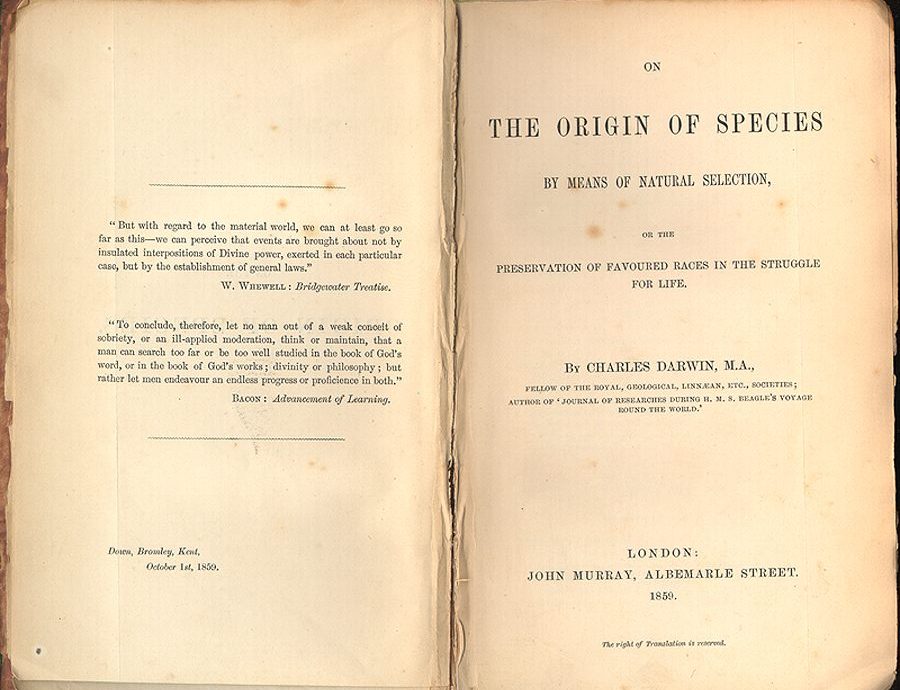 “But with regard to the material world, we can at least go so
far as this—we can perceive that events are brought about not by
insulated interpositions of Divine power, exerted in each particular
case, but by the establishment of general laws.”
W. WHEWELL: Bridgewater Treatise.
“To conclude, therefore, let no man out of a weak conceit of
sobriety, or an ill-applied moderation, think or maintain, that a
man can search too far or be too well studied in the book of God’s
word, or in the book of God’s works; divinity or philosophy; but
rather let men endeavour an endless progress or proficience in both.”
BACON: Advancement of Learning.
Down, Bromley, Kent,
October 1st, 1859.
ON
THE ORIGIN OF SPECIES
BY MEANS OF NATURAL SELECTION,
OR THE
PRESERVATION OF FAVOURED RACES IN THE STRUGGLE
FOR LIFE.
BY CHARLES DARWIN, M.A.,
FELLOW OF THE ROYAL, GEOLOGICAL, LINNÆAN, ETC., SOCIETIES;
AUTHOR OF ‘JOURNAL OF RESEARCHES DURING H. M. S. BEAGLE’S VOYAGE
ROUND THE WORLD.’
LONDON:
JOHN MURRAY, ALBEMARLE STREET.
1859.
The right of Translation is reserved.